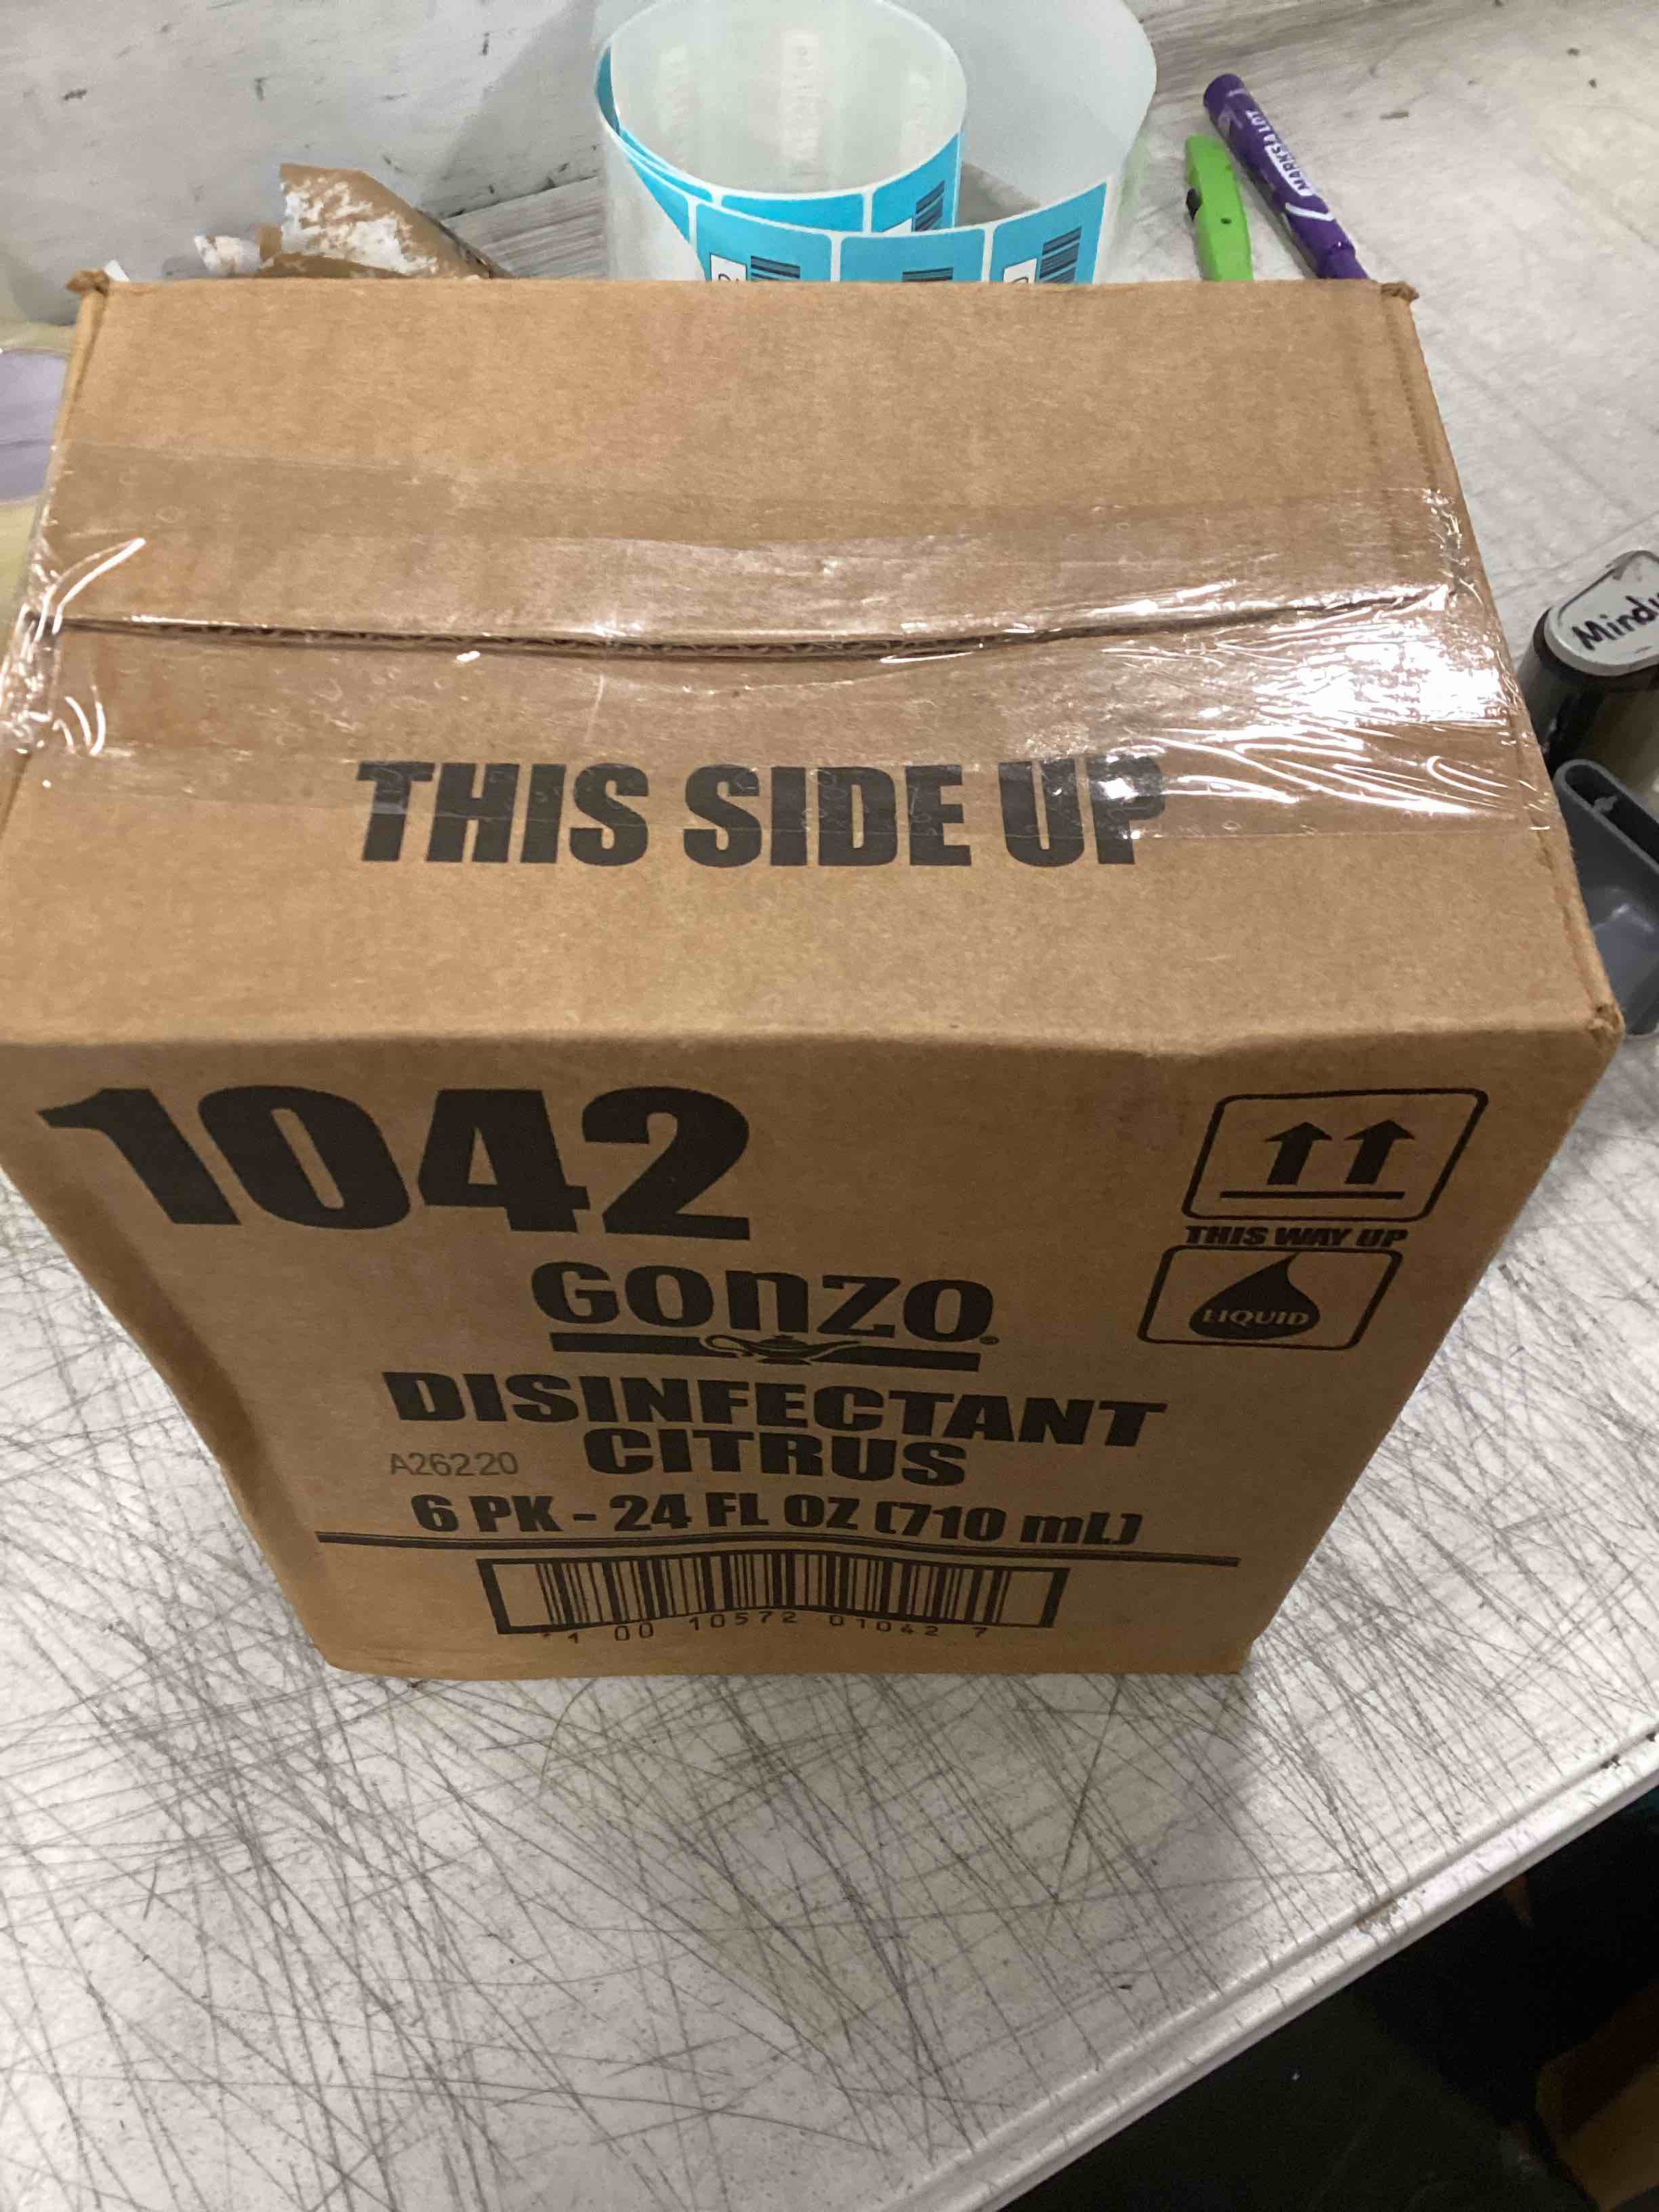 MARKSALOT
THIS SIDE UP
1042
THIS WAY UP
LIQUID
GONZO®
DISINFECTANT
CITRUS
A26220
6 PK - 24 FL OZ (710 mL)
1 00 10572 01042 7